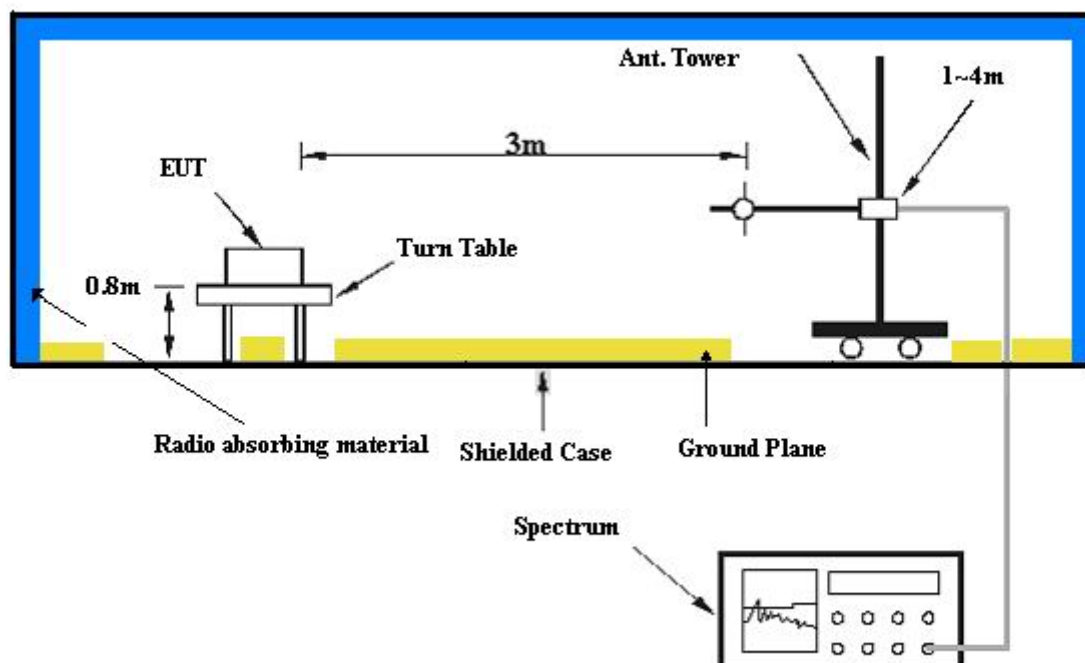 Ant. Tower
1~4m
3m
EUT
Turn Table
0.8m
Radio absorbing material
Shielded Case
Ground Plane
Spectrum